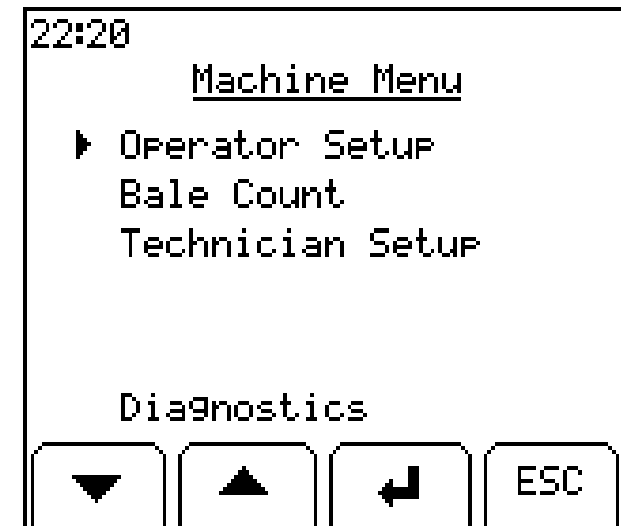 22:20
Machine Menu
Operator Setup
Bale Count
Technician Setup
Diagnostics
ESC